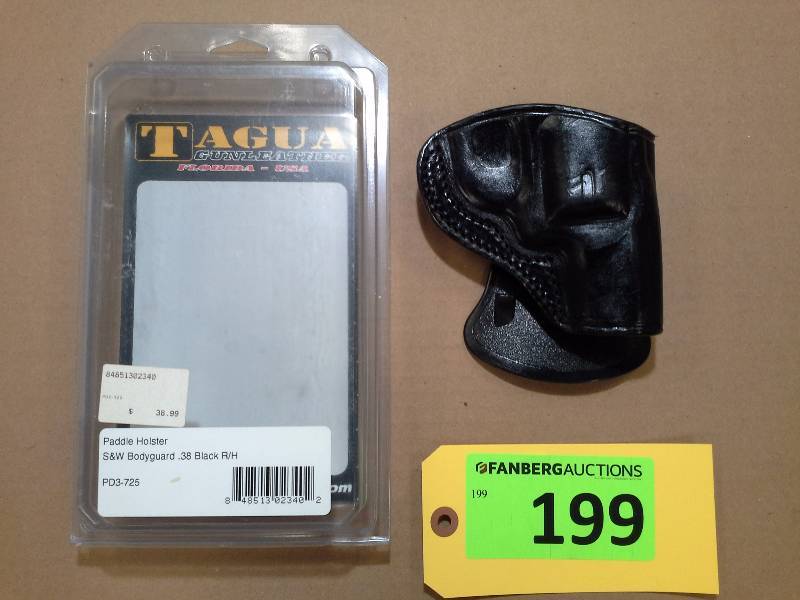 TAGUA
GUNLEATHER
FLORIDA - USA
84851302340
$ 38.99
Paddle Holster
S&W Bodyguard .38 Black R/H
PD3-725
8 48513 02340 2
.com
FANBERGAUCTIONS
199
199